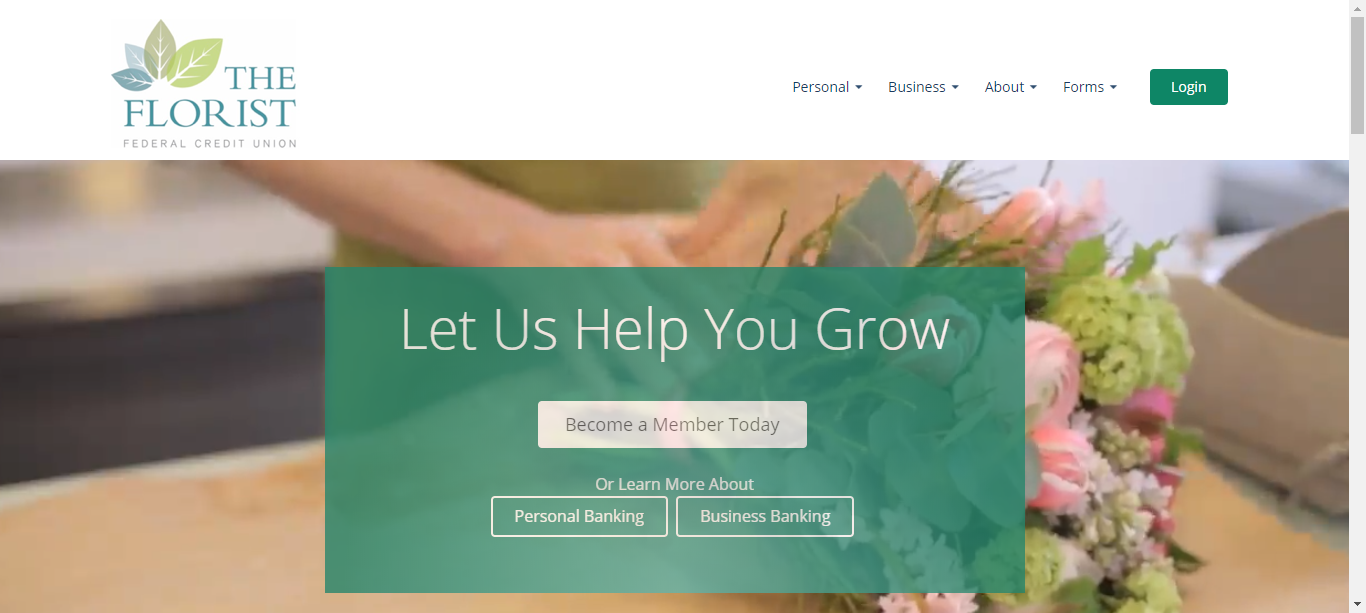 THE
FLORIST
FEDERAL CREDIT UNION
Personal
Business
About
Forms
Login
Let Us Help You Grow
Become a Member Today
Or Learn More About
Personal Banking
Business Banking